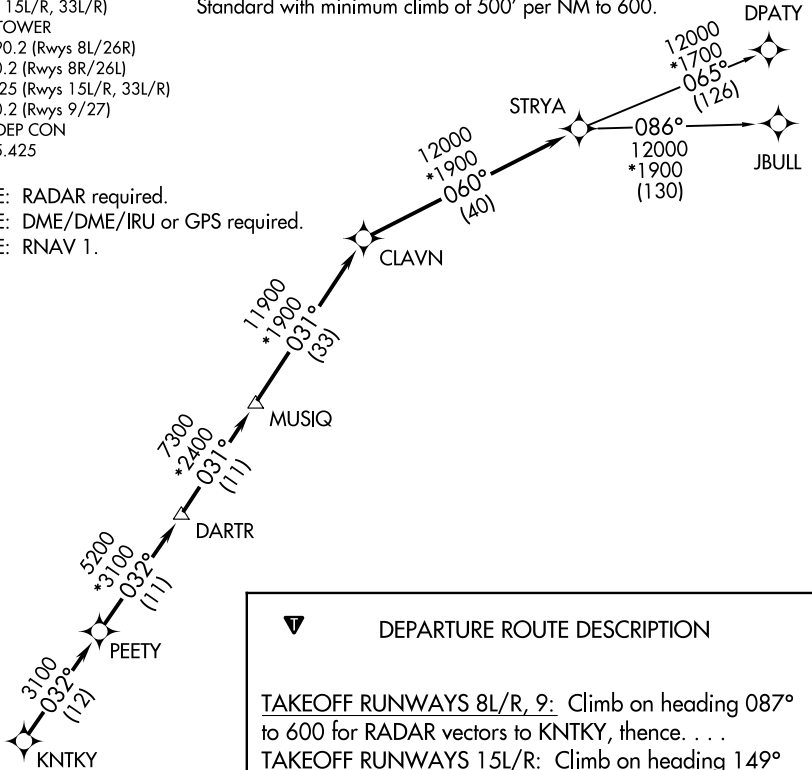 15L/R, 33L/R)
TOWER
0.2 (Rwys 8L/26R)
0.2 (Rwys 8R/26L)
25 (Rwys 15L/R, 33L/R)
0.2 (Rwys 9/27)
DEP CON
.425
Standard with minimum climb of 500' per NM to 600.
E: RADAR required.
E: DME/DME/IRU or GPS required.
E: RNAV 1.
DPATY
12000
*1700
065°
(126)
STRYA
086°
12000
*1900
(130)
JBULL
12000
*1900
060°
(40)
CLAVN
11900
*1900
031°
(33)
MUSIQ
7300
*2400
031°
(11)
DARTR
5200
*3100
032°
(11)
PEETY
3100
032°
(12)
KNTKY
T
DEPARTURE ROUTE DESCRIPTION
TAKEOFF RUNWAYS 8L/R, 9: Climb on heading 087°
to 600 for RADAR vectors to KNTKY, thence. . . .
TAKEOFF RUNWAYS 15L/R: Climb on heading 149°